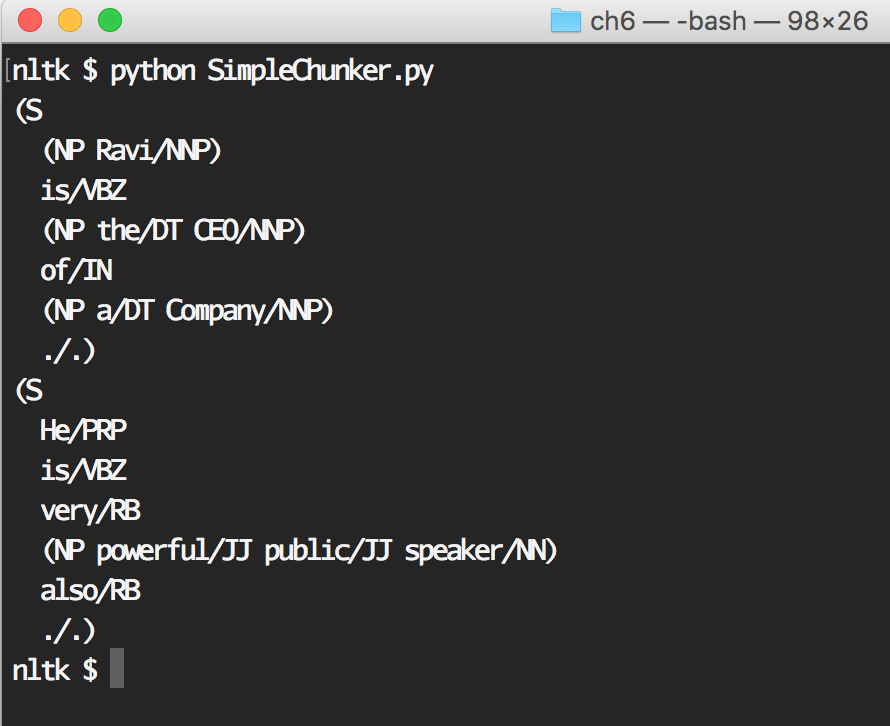 ch6 — -bash — 98×26
[nltk $ python SimpleChunker.py
(S
  (NP Ravi/NNP)
  is/VBZ
  (NP the/DT CEO/NNP)
  of/IN
  (NP a/DT Company/NNP)
  ./.)
(S
  He/PRP
  is/VBZ
  very/RB
  (NP powerful/JJ public/JJ speaker/NN)
  also/RB
  ./.)
nltk $